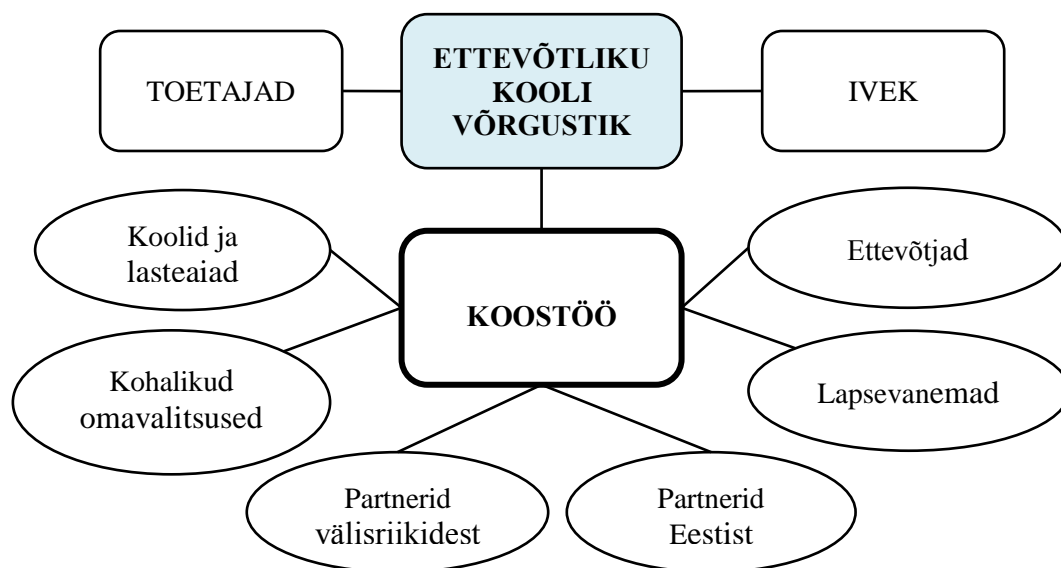 TOETAJAD
ETTEVÕTLIKU
KOOLI
VÕRGUSTIK
IVEK
Koolid ja
lasteaiad
Ettevõtjad
KOOSTÖÖ
Kohalikud
omavalitsused
Lapsevanemad
Partnerid
välisriikidest
Partnerid
Eestist